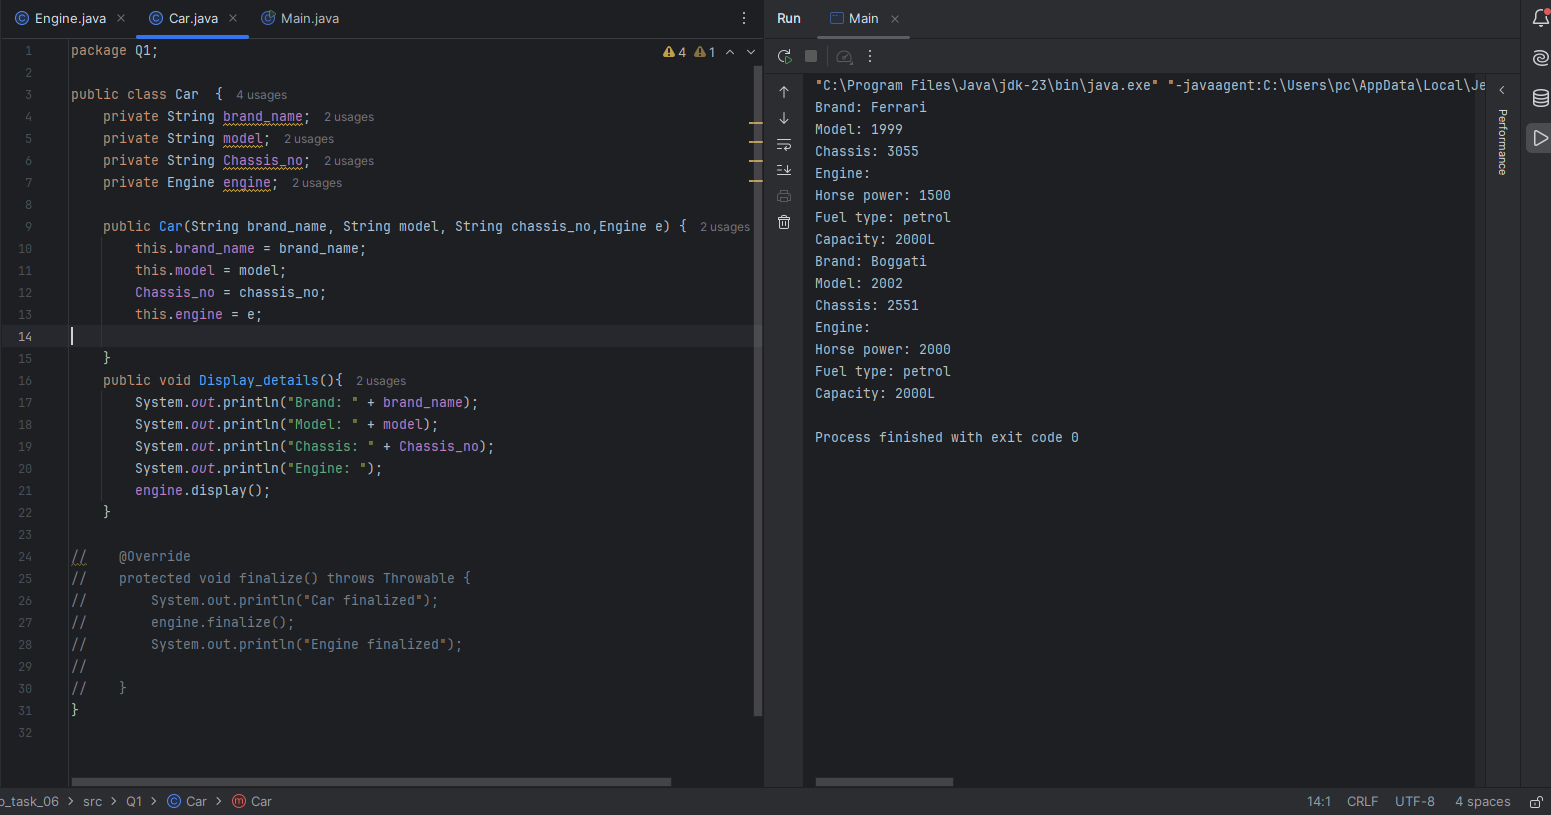 Engine.java
Car.java
Main.java
1 package Q1;
4
1
2
3 public class Car  { 4 usages
4     private String brand_name; 2 usages
5     private String model; 2 usages
6     private String Chassis_no; 2 usages
7     private Engine engine; 2 usages
8
9     public Car(String brand_name, String model, String chassis_no,Engine e) { 2 usages
10         this.brand_name = brand_name;
11         this.model = model;
12         Chassis_no = chassis_no;
13         this.engine = e;
14
15     }
16     public void Display_details(){ 2 usages
17         System.out.println("Brand: " + brand_name);
18         System.out.println("Model: " + model);
19         System.out.println("Chassis: " + Chassis_no);
20         System.out.println("Engine: ");
21         engine.display();
22     }
23
24 //    @Override
25 //    protected void finalize() throws Throwable {
26 //        System.out.println("Car finalized");
27 //        engine.finalize();
28 //        System.out.println("Engine finalized");
29 //
30 //    }
31 }
32
Run
Main
"C:\Program Files\Java\jdk-23\bin\java.exe" "-javaagent:C:\Users\pc\AppData\Local\Je
Brand: Ferrari
Model: 1999
Chassis: 3055
Engine:
Horse power: 1500
Fuel type: petrol
Capacity: 2000L
Brand: Boggati
Model: 2002
Chassis: 2551
Engine:
Horse power: 2000
Fuel type: petrol
Capacity: 2000L
Process finished with exit code 0
Performance
b_task_06 > src > Q1 > Car > Car
14:1 CRLF UTF-8 4 spaces